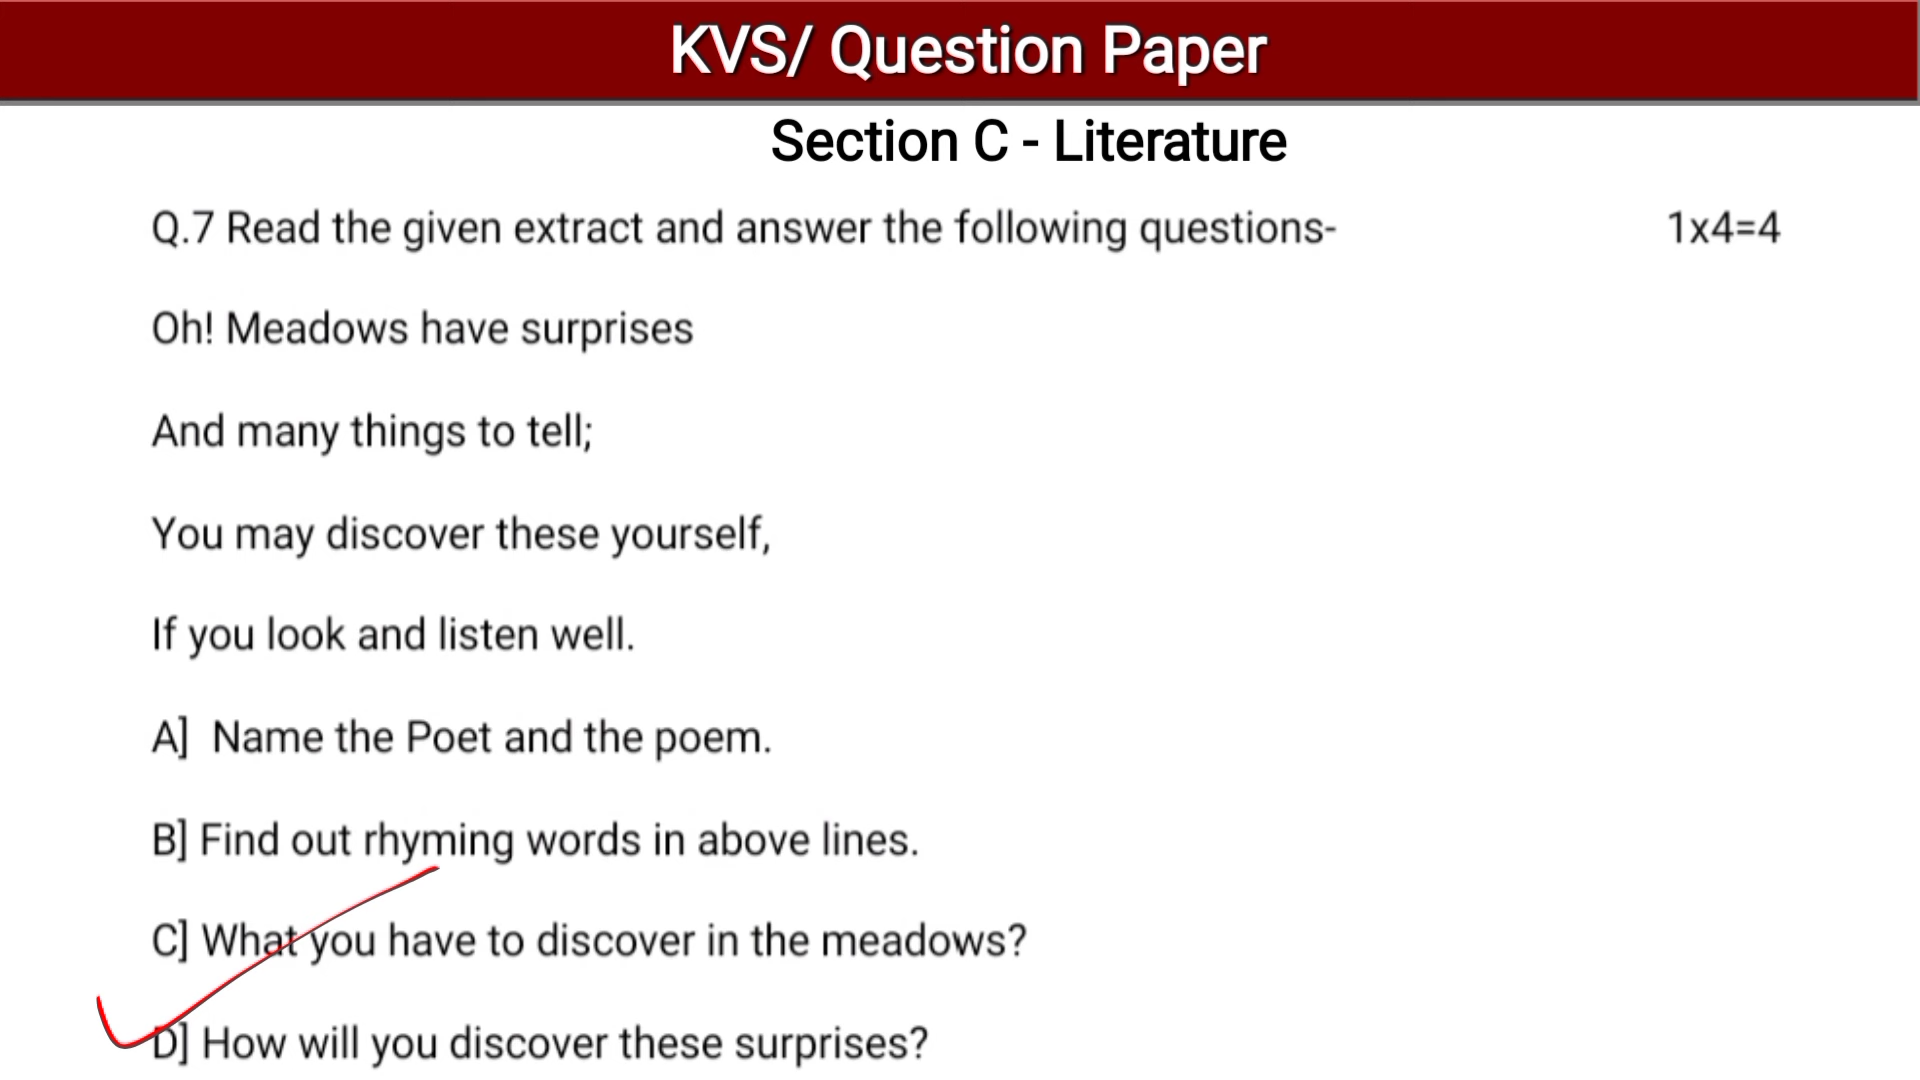 KVS/ Question Paper
Section C - Literature
Q.7 Read the given extract and answer the following questions- 1x4=4
Oh! Meadows have surprises
And many things to tell;
You may discover these yourself,
If you look and listen well.
A] Name the Poet and the poem.
B] Find out rhyming words in above lines.
C] What you have to discover in the meadows?
D] How will you discover these surprises?